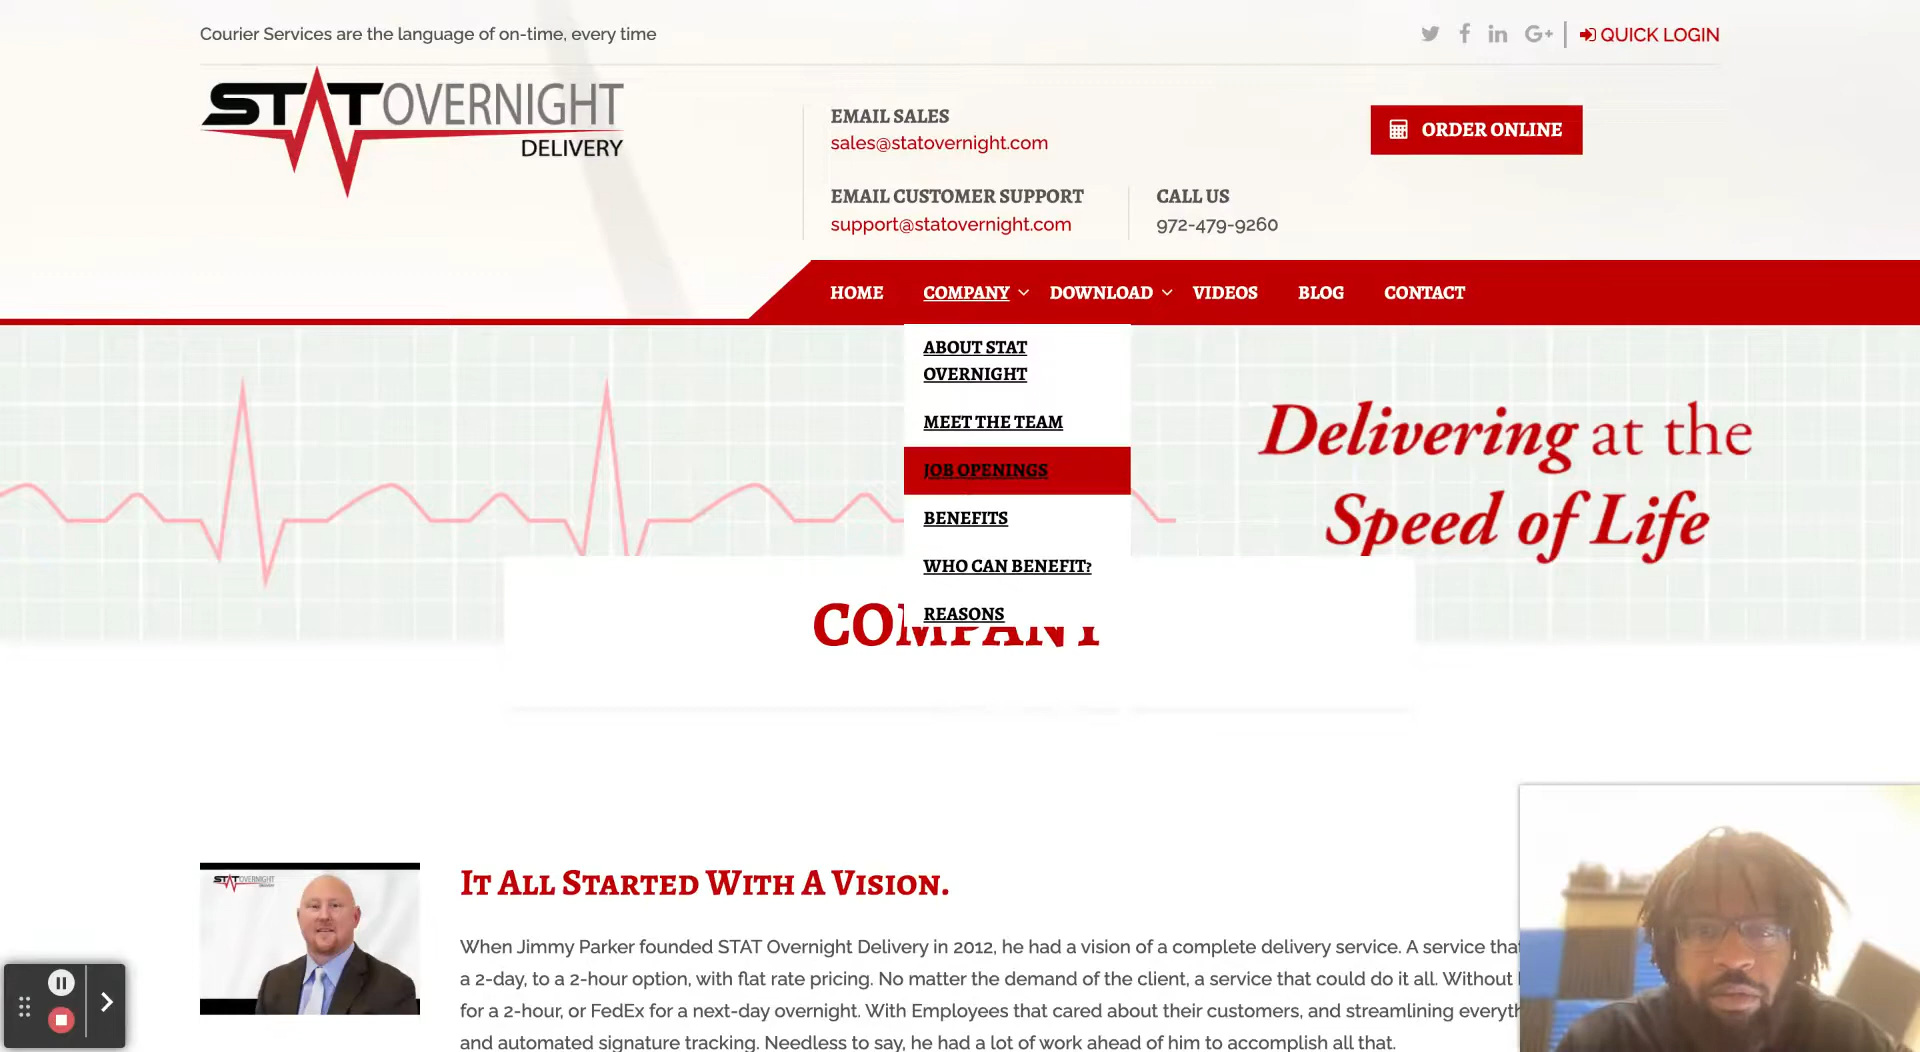 Courier Services are the language of on-time, every time
G+
QUICK LOGIN
STAT OVERNIGHT
DELIVERY
EMAIL SALES
sales@statovernight.com
ORDER ONLINE
EMAIL CUSTOMER SUPPORT
support@statovernight.com
CALL US
972-479-9260
HOME
COMPANY
DOWNLOAD
VIDEOS
BLOG
CONTACT
ABOUT STAT
OVERNIGHT
MEET THE TEAM
JOB OPENINGS
BENEFITS
WHO CAN BENEFIT?
REASONS
Delivering at the
Speed of Life
COMPANY
STAT OVERNIGHT
IT ALL STARTED WITH A VISION.
When Jimmy Parker founded STAT Overnight Delivery in 2012, he had a vision of a complete delivery service. A service
a 2-day, to a 2-hour option, with flat rate pricing. No matter the demand of the client, a service that could do it all. Without
for a 2-hour, or FedEx for a next-day overnight. With Employees that cared about their customers, and streamlining
and automated signature tracking. Needless to say, he had a lot of work ahead of him to accomplish all that.